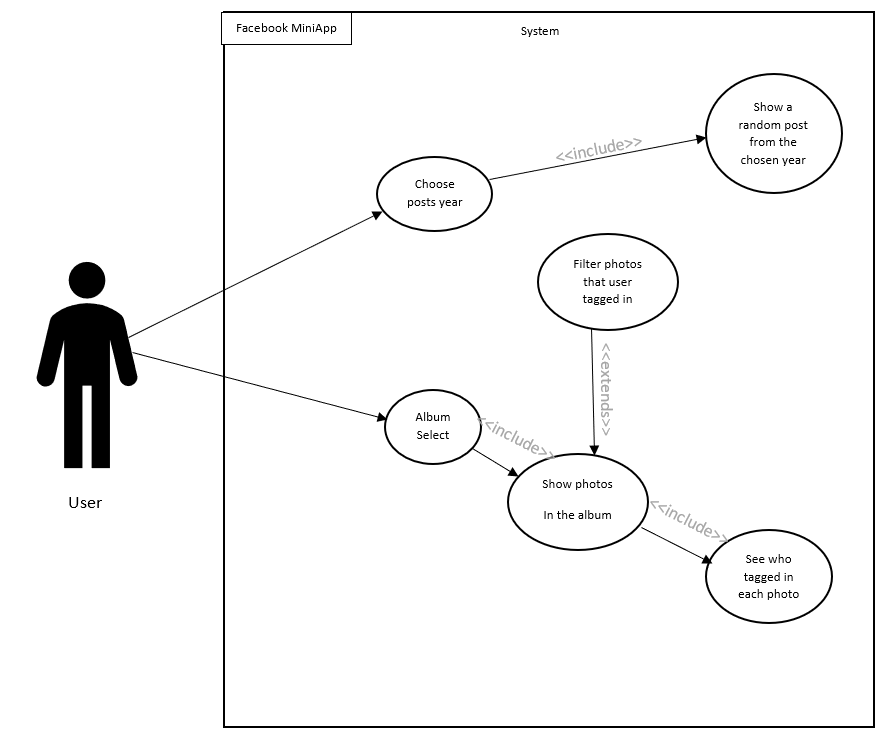 Facebook MiniApp
System
Show a
random post
from the
chosen year
<<include>>
Choose
posts year
Filter photos
that user
tagged in
<<extends>>
Album
Select
<<include>>
Show photos
In the album
<<include>>
See who
tagged in
each photo
User